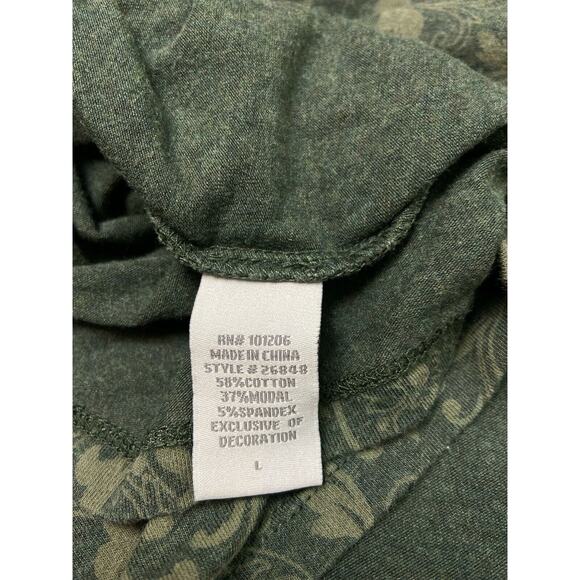 RN# 101206
MADE IN CHINA
STYLE # 26848
58%COTTON
37%MODAL
5%SPANDEX
EXCLUSIVE OF
DECORATION
L